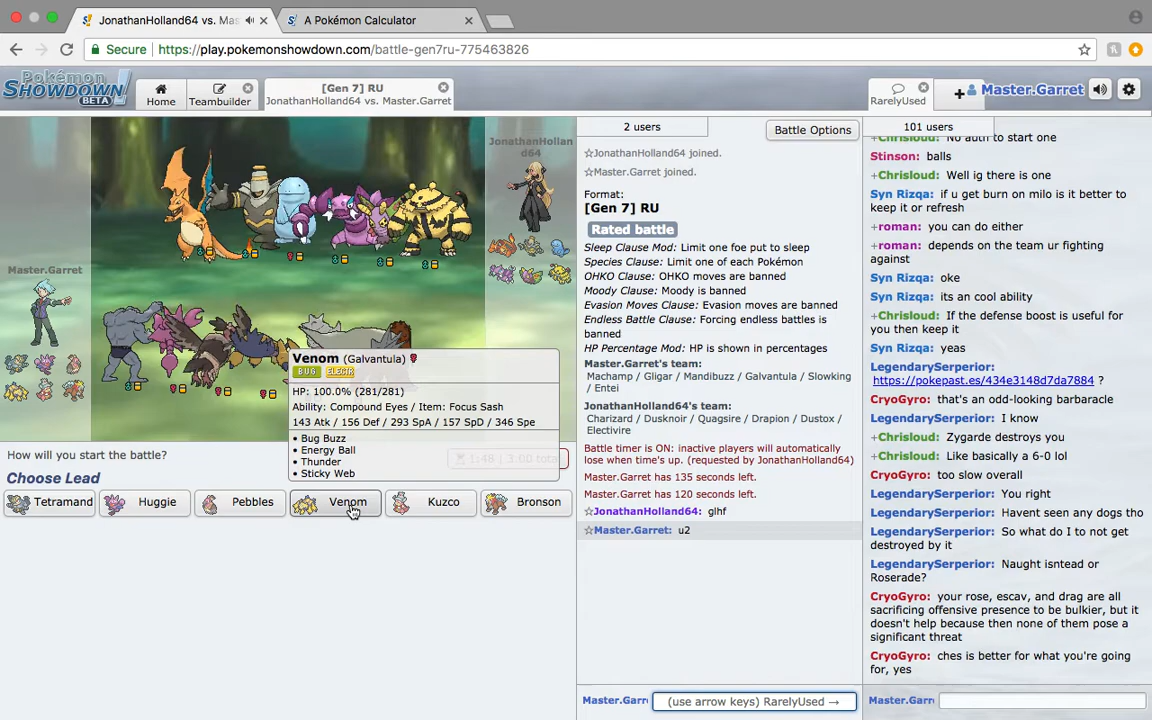 JonathanHolland64 vs. Mas
A Pokémon Calculator
Secure
https://play.pokemonshowdown.com/battle-gen7ru-775463826
Pokémon
SHOWDOWN!
BETA
Home
Teambuilder
[Gen 7] RU
JonathanHolland64 vs. Master.Garret
RarelyUsed
Master.Garret
JonathanHolland64
Master.Garret
Venom (Galvantula)
BUG ELECTR
HP: 100.0% (281/281)
Ability: Compound Eyes / Item: Focus Sash
143 Atk / 156 Def / 293 SpA / 157 SpD / 346 Spe
• Bug Buzz
• Energy Ball
• Thunder
• Sticky Web
How will you start the battle?
1:48 | 3:00 total
Choose Lead
Tetramand
Huggie
Pebbles
Venom
Kuzco
Bronson
2 users
Battle Options
☆JonathanHolland64 joined.
☆Master.Garret joined.
Format:
[Gen 7] RU
Rated battle
Sleep Clause Mod: Limit one foe put to sleep
Species Clause: Limit one of each Pokémon
OHKO Clause: OHKO moves are banned
Moody Clause: Moody is banned
Evasion Moves Clause: Evasion moves are banned
Endless Battle Clause: Forcing endless battles is
banned
HP Percentage Mod: HP is shown in percentages
Master.Garret's team:
Machamp / Gligar / Mandibuzz / Galvantula / Slowking
/ Entei
JonathanHolland64's team:
Charizard / Dusknoir / Quagsire / Drapion / Dustox /
Electivire
Battle timer is ON: inactive players will automatically
lose when time's up. (requested by JonathanHolland64)
Master.Garret has 135 seconds left.
Master.Garret has 120 seconds left.
☆JonathanHolland64: glhf
☆Master.Garret: u2
Master.Garr
(use arrow keys) RarelyUsed →
101 users
+Chrisloud: No auth to start one
Stinson: balls
+Chrisloud: Well ig there is one
Syn Rizqa: if u get burn on milo is it better to
keep it or refresh
+roman: you can do either
+roman: depends on the team ur fighting
against
Syn Rizqa: oke
Syn Rizqa: its an cool ability
+Chrisloud: If the defense boost is useful for
you then keep it
Syn Rizqa: yeas
LegendarySerperior:
https://pokepast.es/434e3148d7da7884 ?
CryoGyro: that's an odd-looking barbaracle
LegendarySerperior: I know
+Chrisloud: Zygarde destroys you
+Chrisloud: Like basically a 6-0 lol
CryoGyro: too slow overall
LegendarySerperior: You right
LegendarySerperior: Havent seen any dogs tho
LegendarySerperior: So what do I to not get
destroyed by it
LegendarySerperior: Naught isntead or
Roserade?
CryoGyro: your rose, escav, and drag are all
sacrificing offensive presence to be bulkier, but it
doesn't help because then none of them pose a
significant threat
CryoGyro: ches is better for what you're going
for, yes
Master.Garr